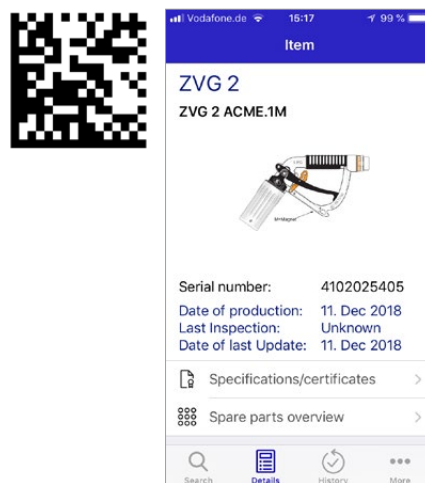 Vodafone.de 15:17 99 %
Item
ZVG 2
ZVG 2 ACME.1M
M=Magnet
Serial number: 4102025405
Date of production: 11. Dec 2018
Last Inspection: Unknown
Date of last Update: 11. Dec 2018
Specifications/certificates
Spare parts overview
Search Details History More